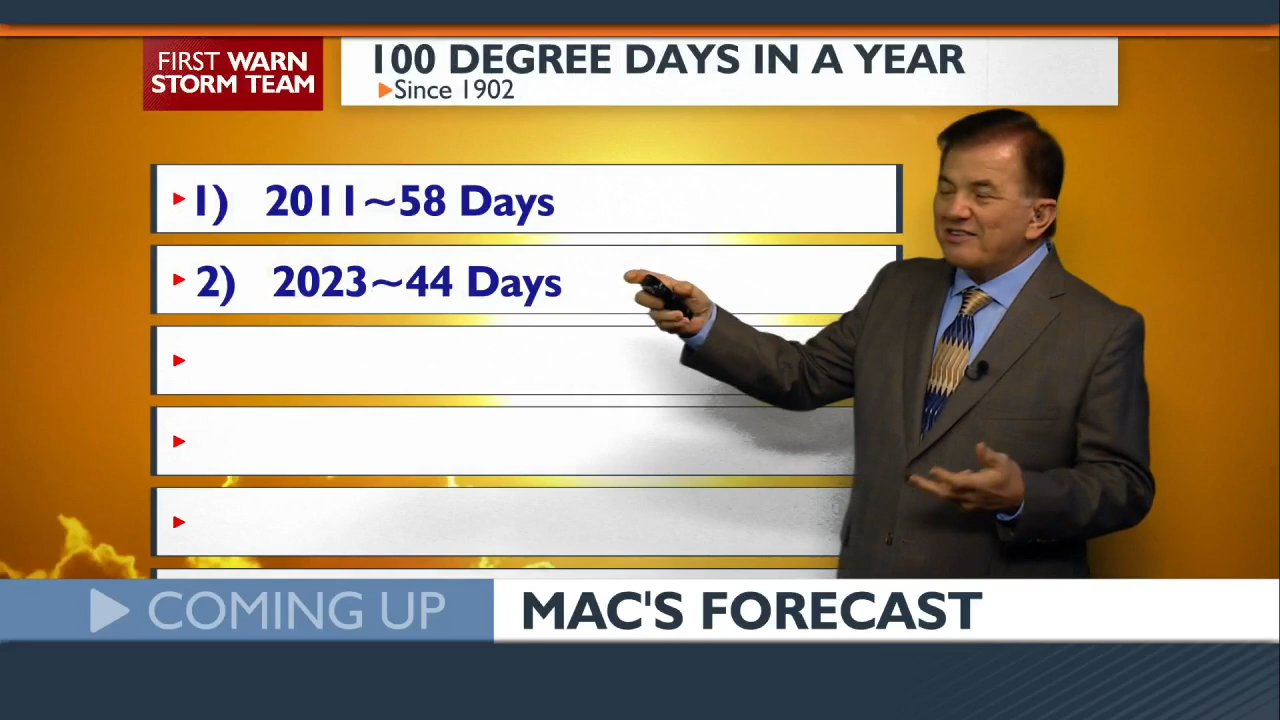 FIRST WARN
STORM TEAM
100 DEGREE DAYS IN A YEAR
Since 1902
1) 2011~58 Days
2) 2023~44 Days
COMING UP
MAC'S FORECAST